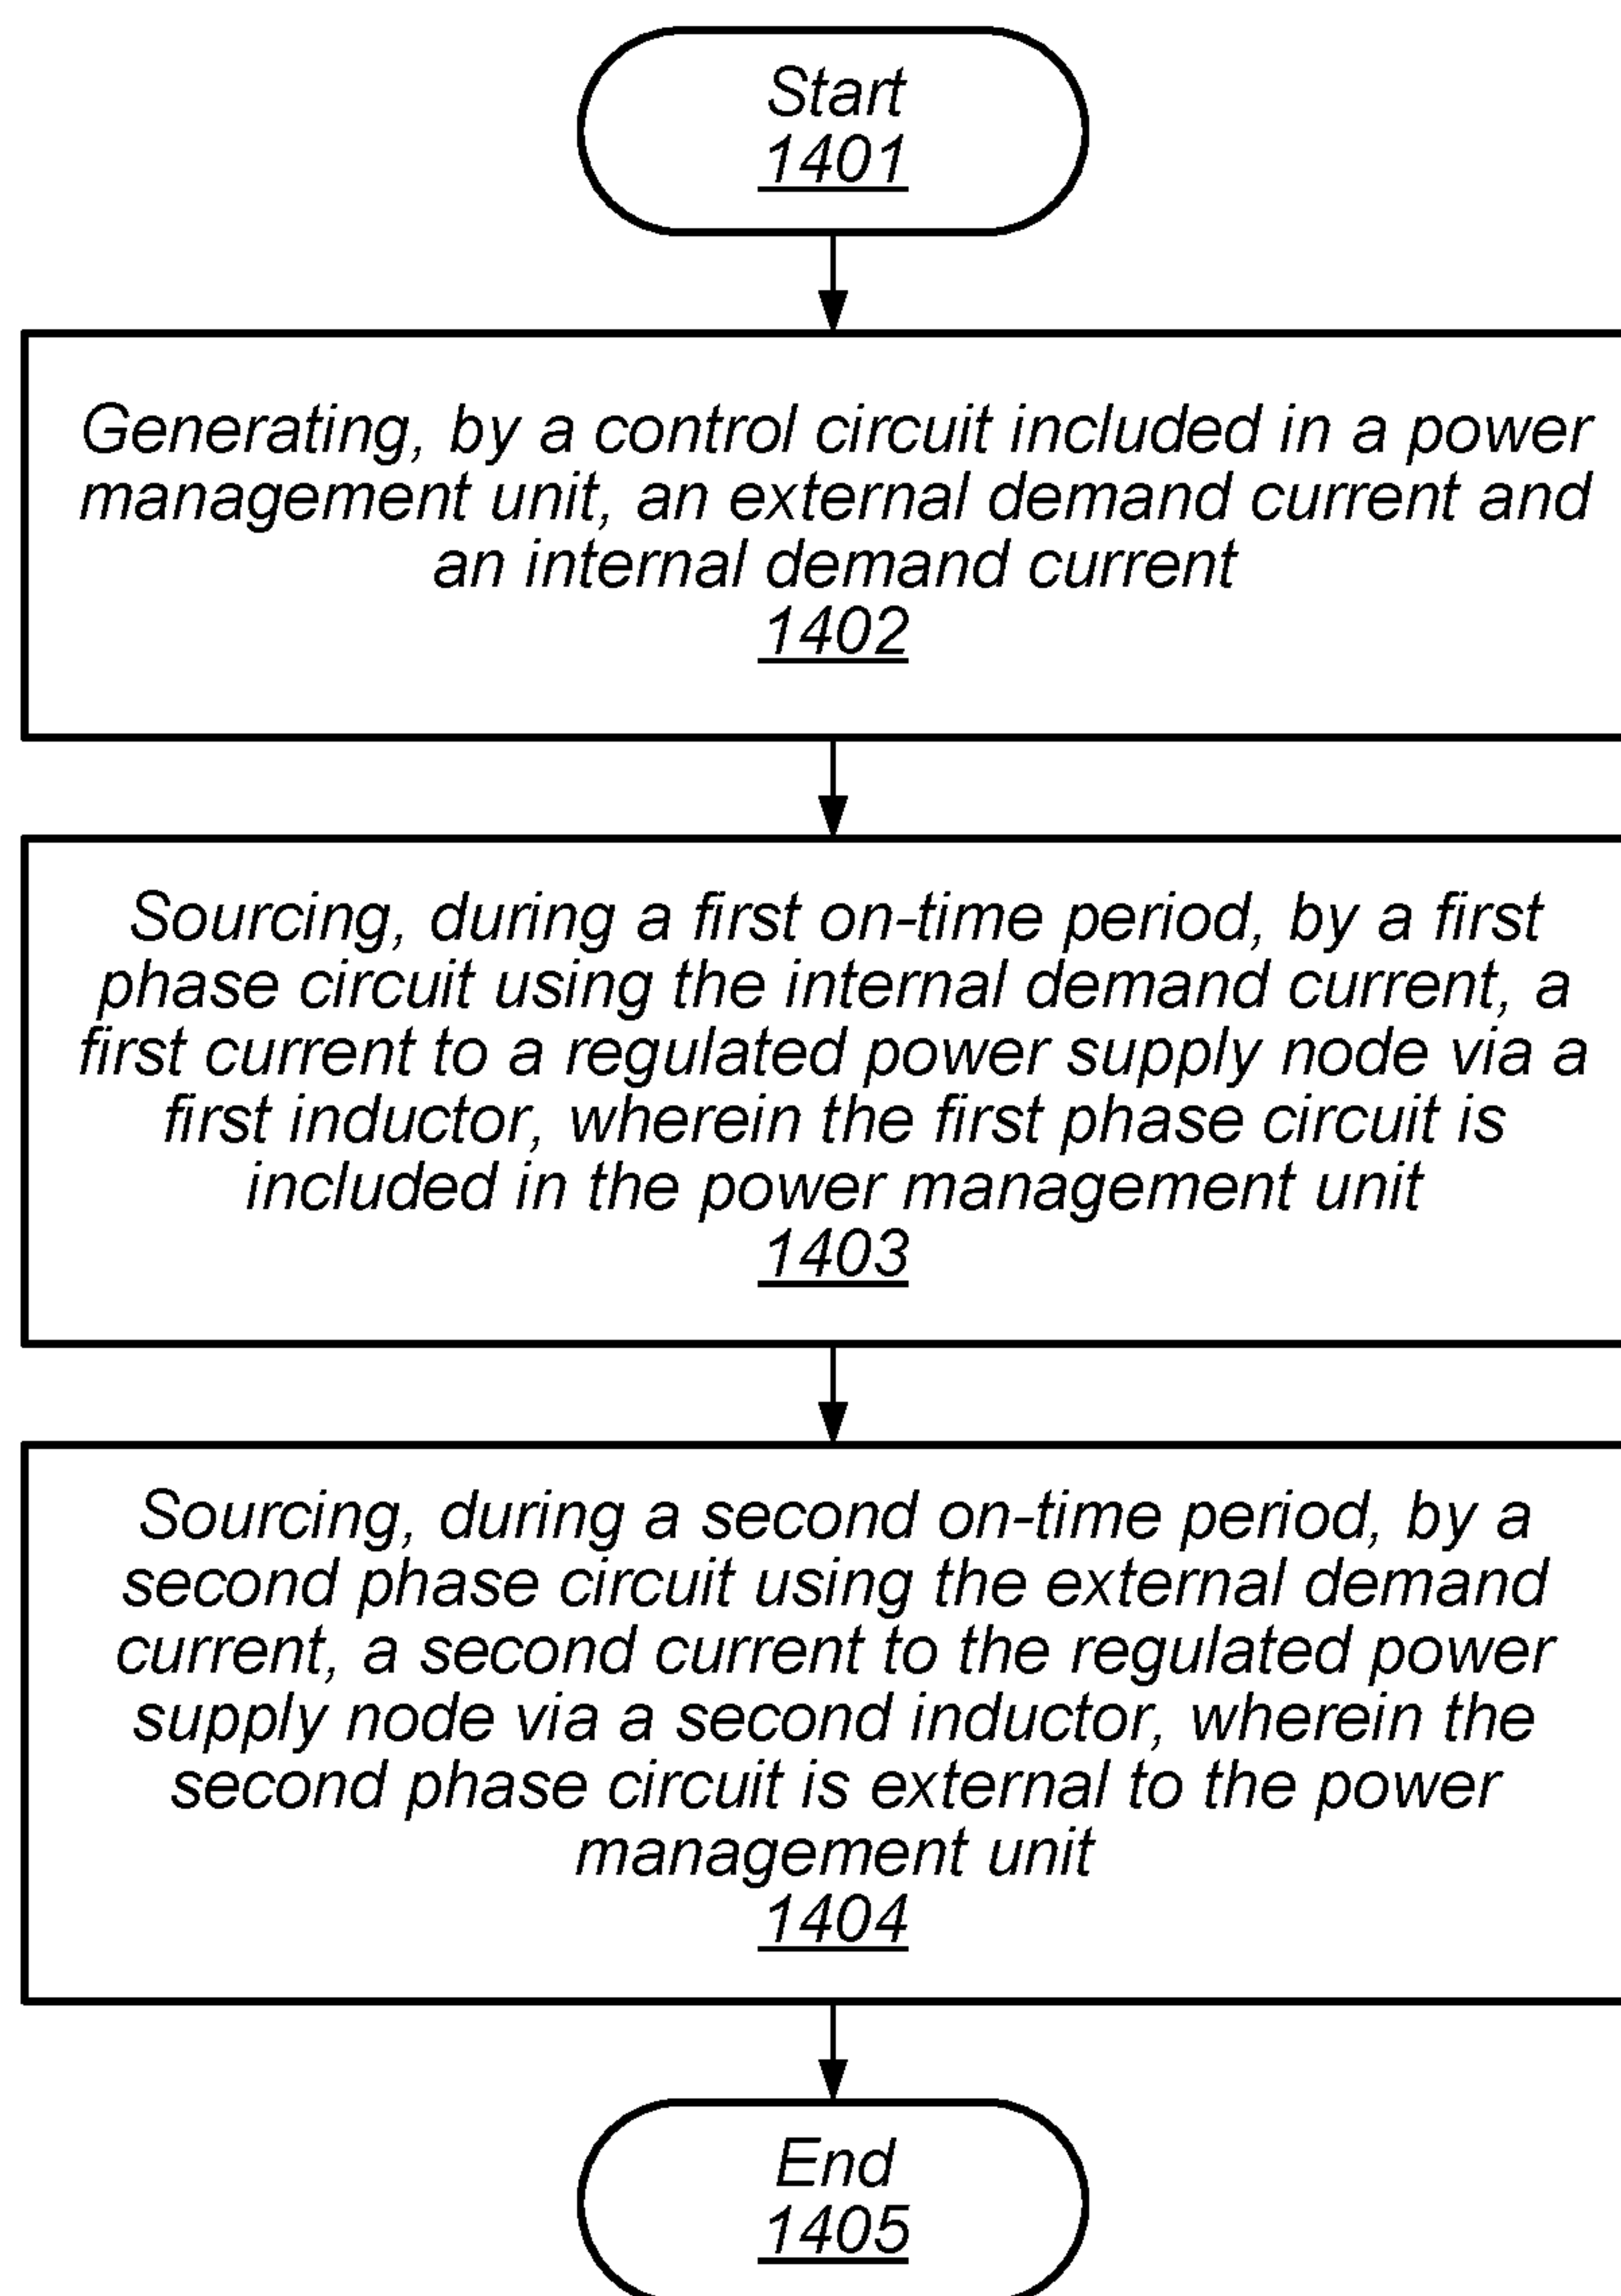 Start
1401
Generating, by a control circuit included in a power
management unit, an external demand current and
an internal demand current
1402
Sourcing, during a first on-time period, by a first
phase circuit using the internal demand current, a
first current to a regulated power supply node via a
first inductor, wherein the first phase circuit is
included in the power management unit
1403
Sourcing, during a second on-time period, by a
second phase circuit using the external demand
current, a second current to the regulated power
supply node via a second inductor, wherein the
second phase circuit is external to the power
management unit
1404
End
1405